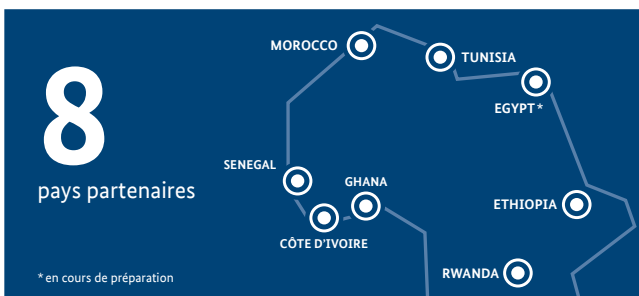 8
pays partenaires
MOROCCO
TUNISIA
EGYPT*
SENEGAL
GHANA
ETHIOPIA
CÔTE D'IVOIRE
RWANDA
*en cours de préparation